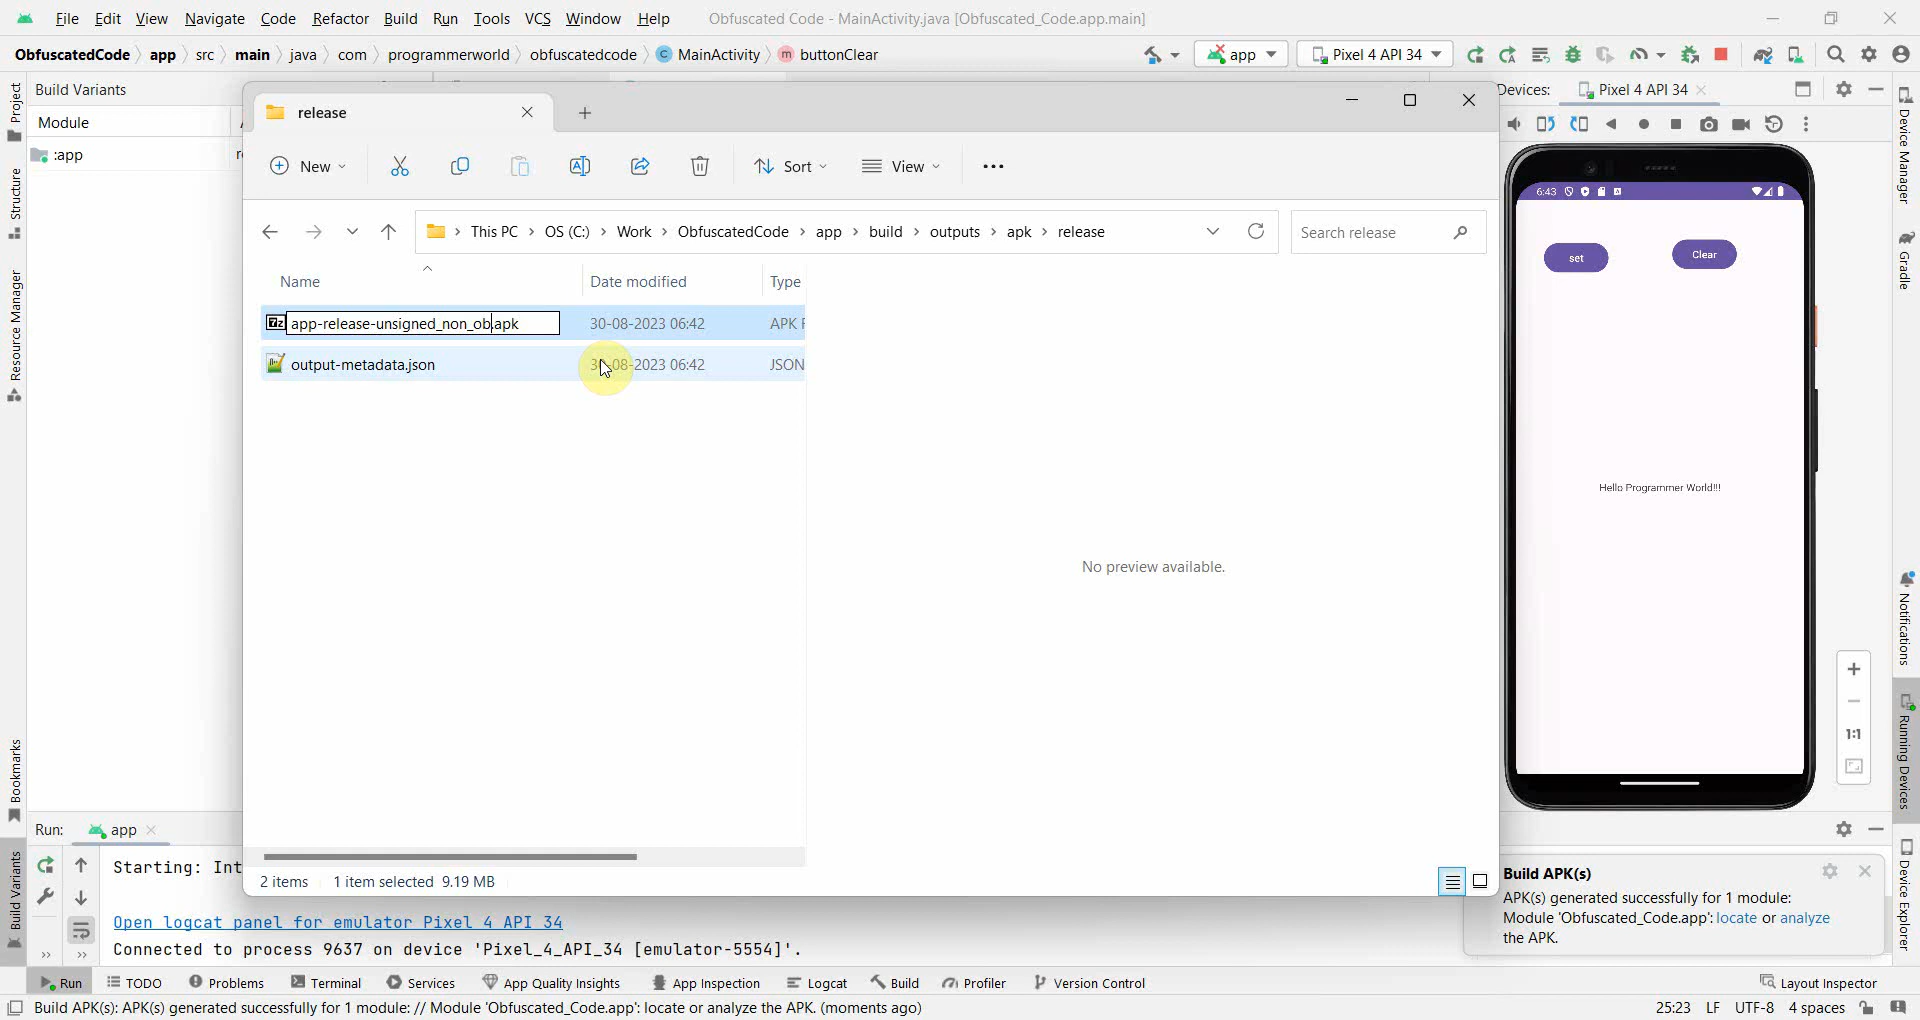 File Edit View Navigate Code Refactor Build Run Tools VCS Window Help Obfuscated Code - MainActivity.java [Obfuscated_Code.app.main]
ObfuscatedCode app src main java com programmerworld obfuscatedcode MainActivity buttonClear app Pixel 4 API 34
Build Variants
Devices: Pixel 4 API 34
release
Module
:app
New Sort View
This PC OS (C:) Work ObfuscatedCode app build outputs apk release
Search release
Name Date modified Type
app-release-unsigned_non_ob.apk 30-08-2023 06:42 APK
output-metadata.json 30-08-2023 06:42 JSON
No preview available.
2 items 1 item selected 9.19 MB
6:43
set Clear
Hello Programmer World!!!
1:1
Project
Structure
Resource Manager
Bookmarks
Build Variants
Device Manager
Gradle
Notifications
Running Devices
Device Explorer
Run: app
Starting: Int
Open logcat panel for emulator Pixel 4 API 34
Connected to process 9637 on device 'Pixel_4_API_34 [emulator-5554]'.
Build APK(s)
APK(s) generated successfully for 1 module:
Module 'Obfuscated_Code.app': locate or analyze
the APK.
Run TODO Problems Terminal Services App Quality Insights App Inspection Logcat Build Profiler Version Control Layout Inspector
Build APK(s): APK(s) generated successfully for 1 module: // Module 'Obfuscated_Code.app': locate or analyze the APK. (moments ago) 25:23 LF UTF-8 4 spaces